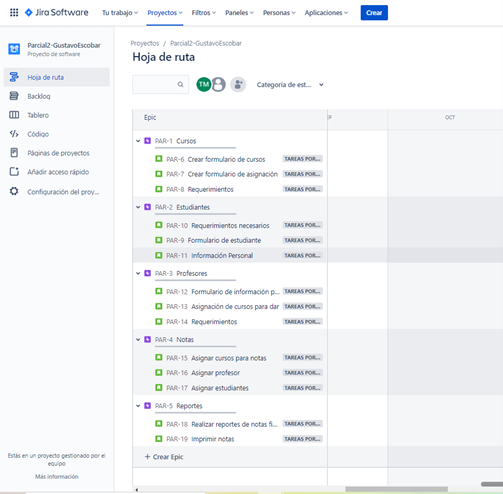 Jira Software
Tu trabajo
Proyectos
Filtros
Paneles
Personas
Aplicaciones
Crear
Parcial2-GustavoEscobar
Proyecto de software
Hoja de ruta
Backlog
Tablero
Código
Páginas de proyectos
Añadir acceso rápido
Configuración del proy...
Estás en un proyecto gestionado por el
equipo
Más información
Proyectos / Parcial2-GustavoEscobar
Hoja de ruta
TM
Categoría de est...
Epic
OCT
PAR-1 Cursos
PAR-6 Crear formulario de cursos TAREAS POR...
PAR-7 Crear formulario de asignación TAREAS POR...
PAR-8 Requerimientos TAREAS POR...
PAR-2 Estudiantes
PAR-10 Requerimientos necesarios TAREAS POR...
PAR-9 Formulario de estudiante TAREAS POR...
PAR-11 Información Personal TAREAS POR...
PAR-3 Profesores
PAR-12 Formulario de información p... TAREAS POR...
PAR-13 Asignación de cursos para dar TAREAS POR...
PAR-14 Requerimientos TAREAS POR...
PAR-4 Notas
PAR-15 Asignar cursos para notas TAREAS POR...
PAR-16 Asignar profesor TAREAS POR...
PAR-17 Asignar estudiantes TAREAS POR...
PAR-5 Reportes
PAR-18 Realizar reportes de notas fi... TAREAS POR...
PAR-19 Imprimir notas TAREAS POR...
+ Crear Epic